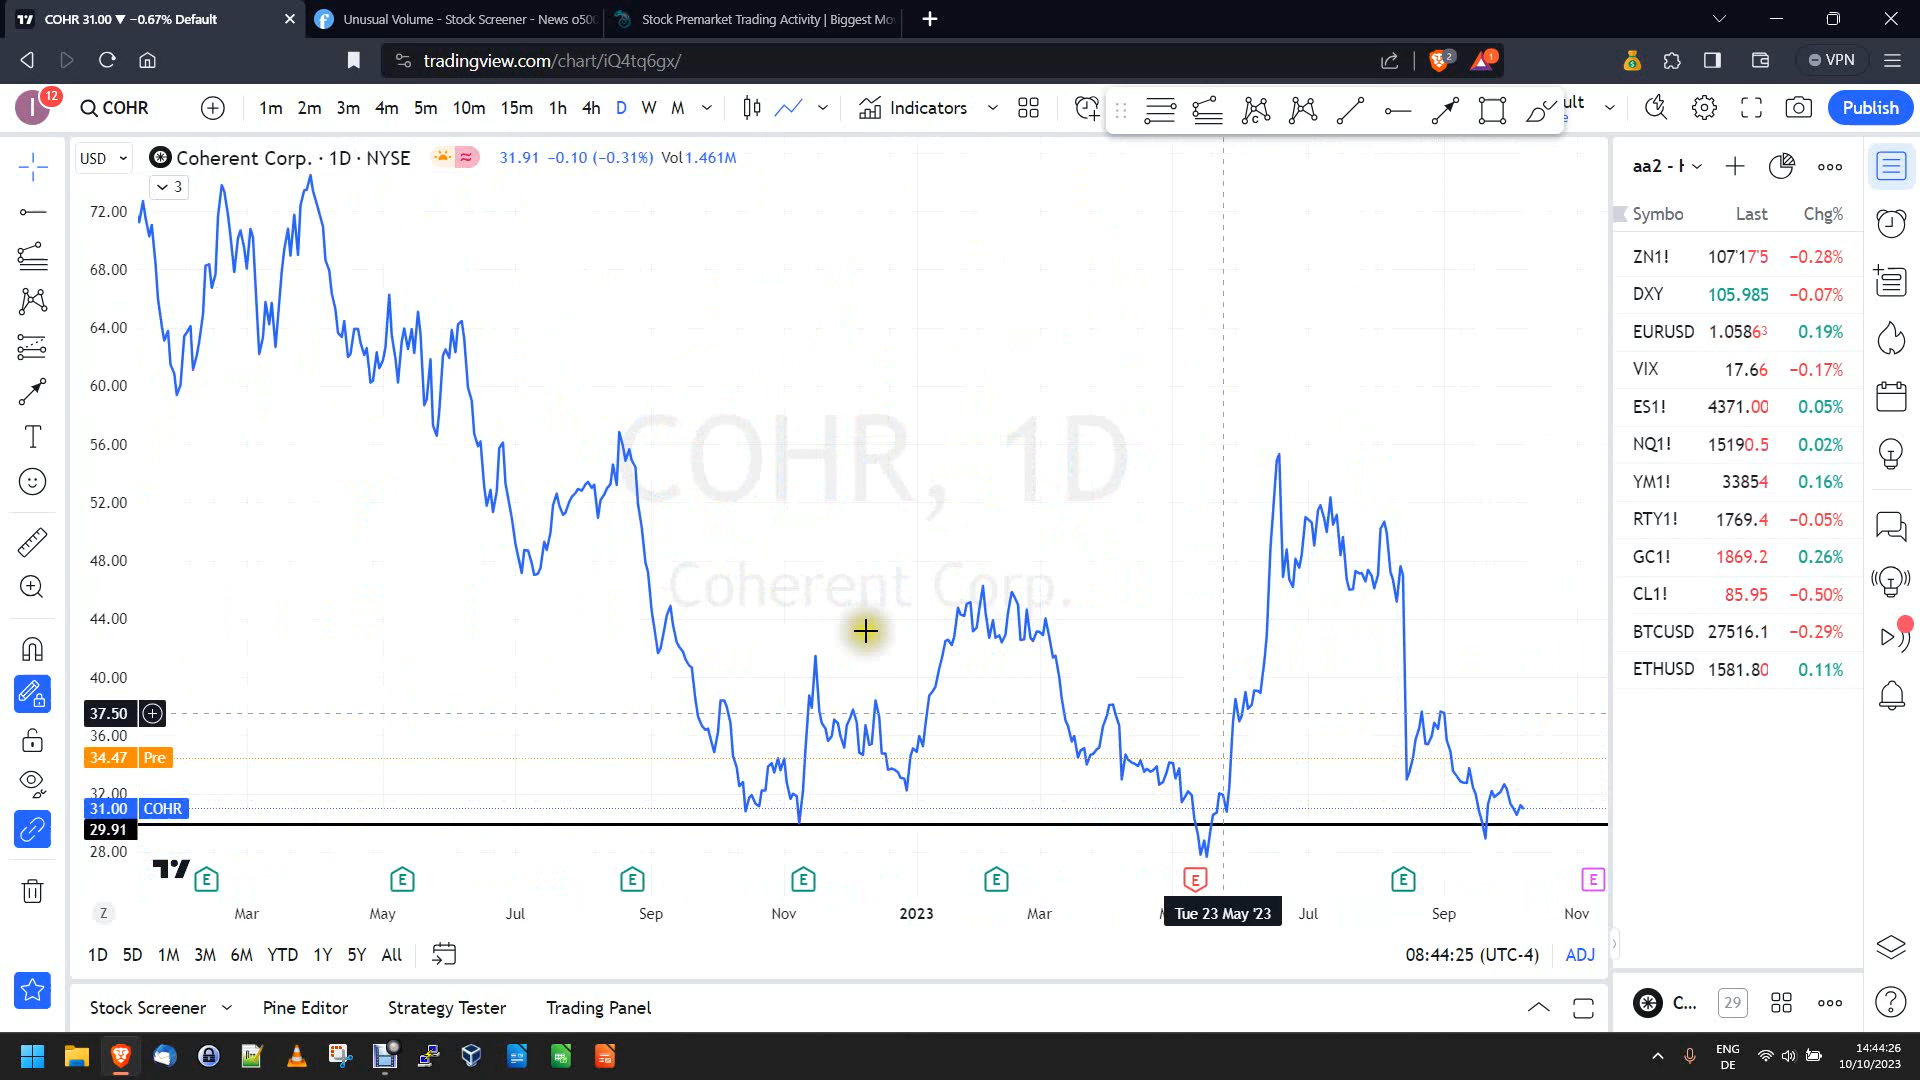 COHR 31.00 ▼ −0.67% Default
Unusual Volume - Stock Screener - News
Stock Premarket Trading Activity | Biggest Mo
tradingview.com/chart/iQ4tq6gx/
2
1
VPN
I
12
COHR
1m 2m 3m 4m 5m 10m 15m 1h 4h D W M
Indicators
ult
Publish
USD
Coherent Corp. · 1D · NYSE
31.91 −0.10 (−0.31%) Vol 1.461M
3
aa2 -
Symbo Last Chg%
ZN1! 107'17'5 −0.28%
DXY 105.985 −0.07%
EURUSD 1.05863 0.19%
VIX 17.66 −0.17%
ES1! 4371.00 0.05%
NQ1! 15190.5 0.02%
YM1! 33854 0.16%
RTY1! 1769.4 −0.05%
GC1! 1869.2 0.26%
CL1! 85.95 −0.50%
BTCUSD 27516.1 −0.29%
ETHUSD 1581.80 0.11%
72.00
68.00
64.00
60.00
56.00
52.00
48.00
44.00
40.00
37.50
36.00
34.47 Pre
32.00
31.00 COHR
29.91
28.00
COHR, 1D
Coherent Corp.
E E E E E E E E
Z
Mar May Jul Sep Nov 2023 Mar Tue 23 May '23 Jul Sep Nov
1D 5D 1M 3M 6M YTD 1Y 5Y All
08:44:25 (UTC-4) ADJ
Stock Screener Pine Editor Strategy Tester Trading Panel
C... 29
ENG
DE
14:44:26
10/10/2023